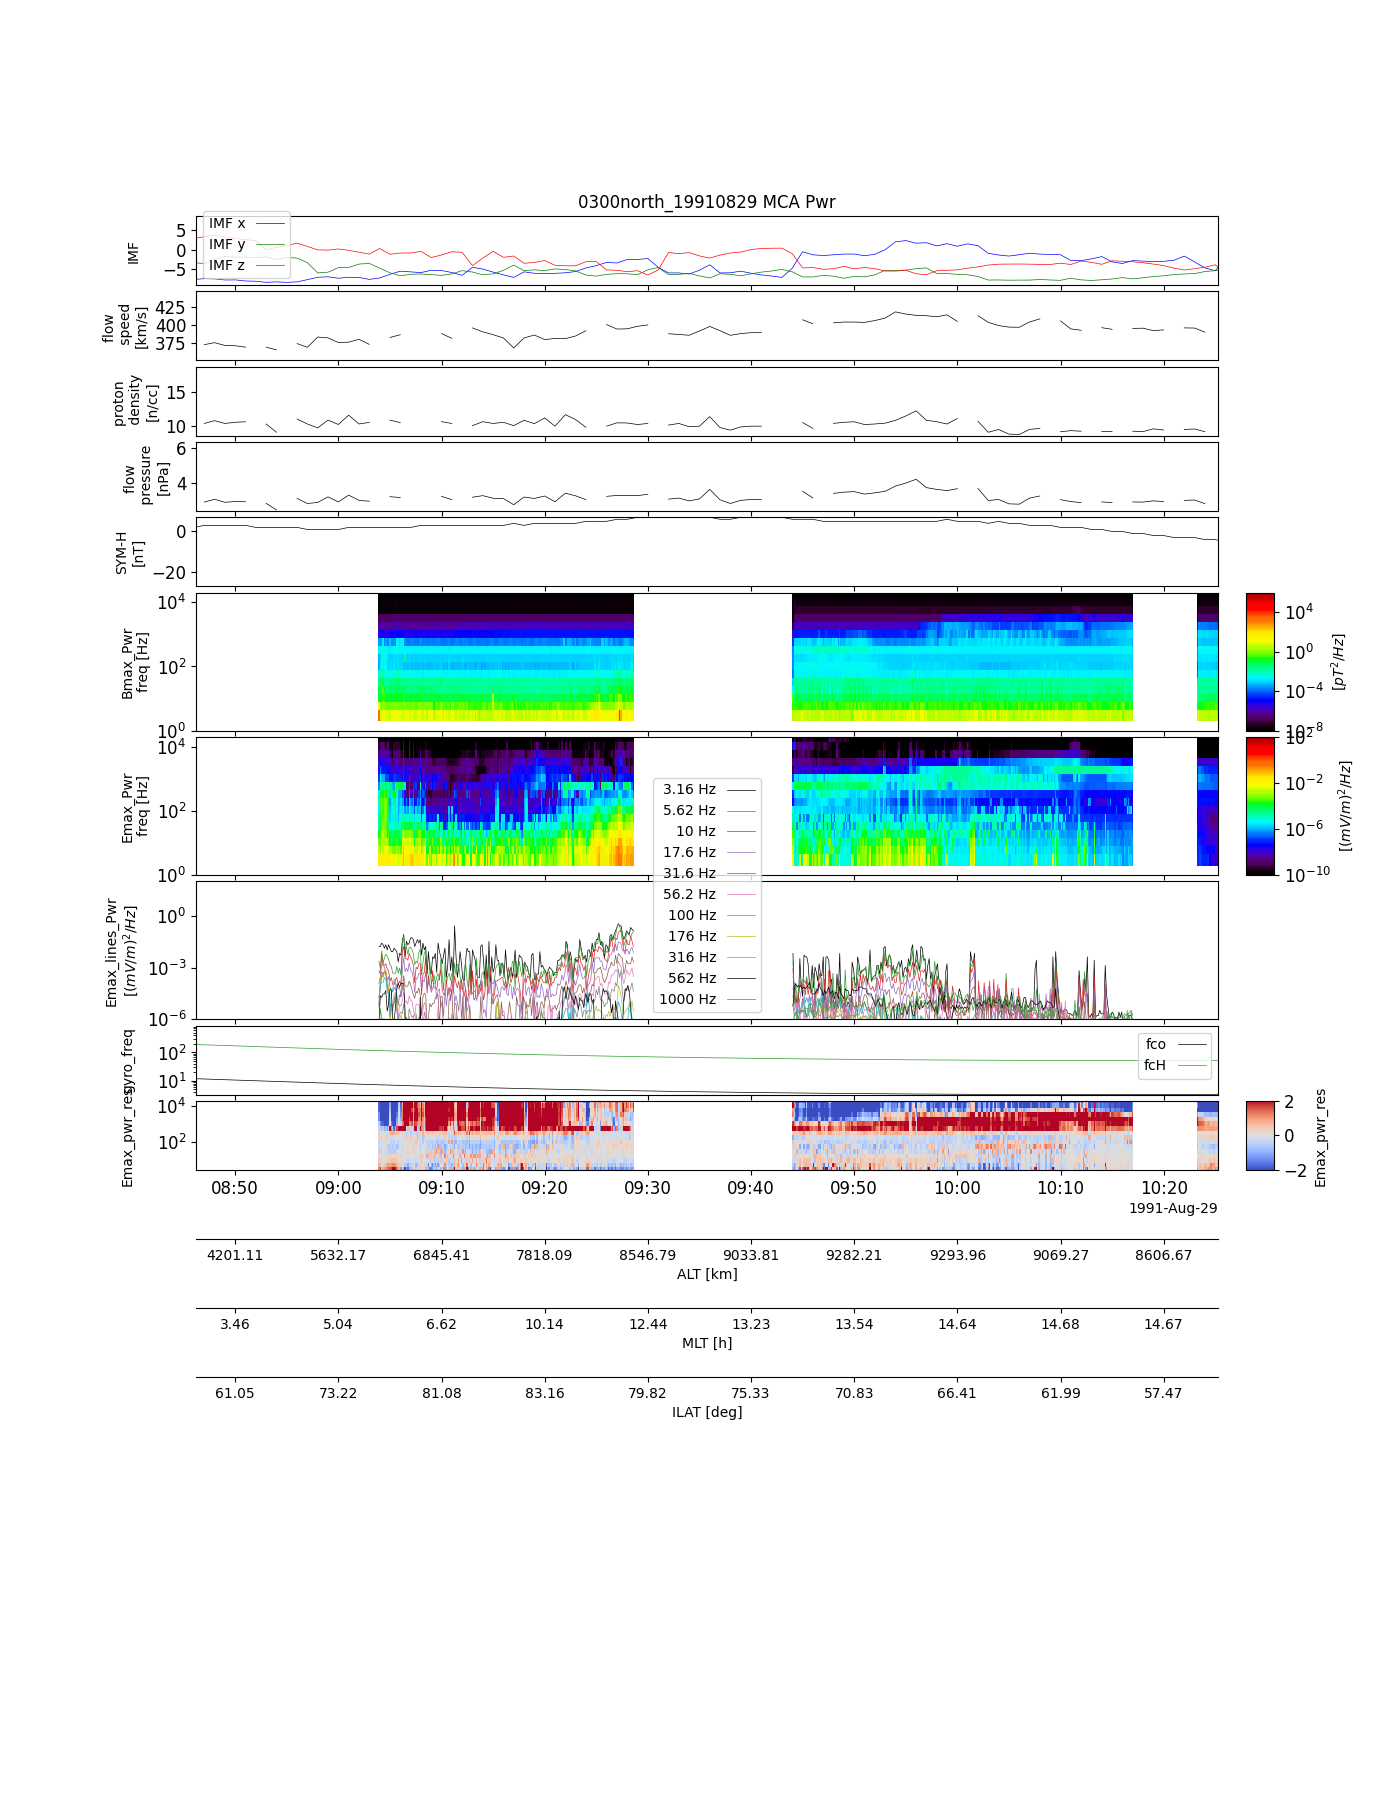 0300north_19910829 MCA Pwr
IMF
5
0
−5
IMF x
IMF y
IMF z
flow
speed
[km/s]
425
400
375
proton
density
[n/cc]
15
10
flow
pressure
[nPa]
6
4
SYM-H
[nT]
0
−20
Bmax_Pwr
freq [Hz]
10^4
10^2
10^0
10^4
10^0
10^-4
10^-8
[pT^2/Hz]
Emax_Pwr
freq [Hz]
10^4
10^2
10^0
10^2
10^-2
10^-6
10^-10
[(mV/m)^2/Hz]
3.16 Hz
5.62 Hz
10 Hz
17.6 Hz
31.6 Hz
56.2 Hz
100 Hz
176 Hz
316 Hz
562 Hz
1000 Hz
Emax_lines_Pwr
[(mV/m)^2/Hz]
10^0
10^-3
10^-6
gyro_freq
10^2
10^1
fco
fcH
Emax_pwr_res
10^4
10^2
2
0
−2
Emax_pwr_res
08:50 09:00 09:10 09:20 09:30 09:40 09:50 10:00 10:10 10:20
1991-Aug-29
4201.11 5632.17 6845.41 7818.09 8546.79 9033.81 9282.21 9293.96 9069.27 8606.67
ALT [km]
3.46 5.04 6.62 10.14 12.44 13.23 13.54 14.64 14.68 14.67
MLT [h]
61.05 73.22 81.08 83.16 79.82 75.33 70.83 66.41 61.99 57.47
ILAT [deg]